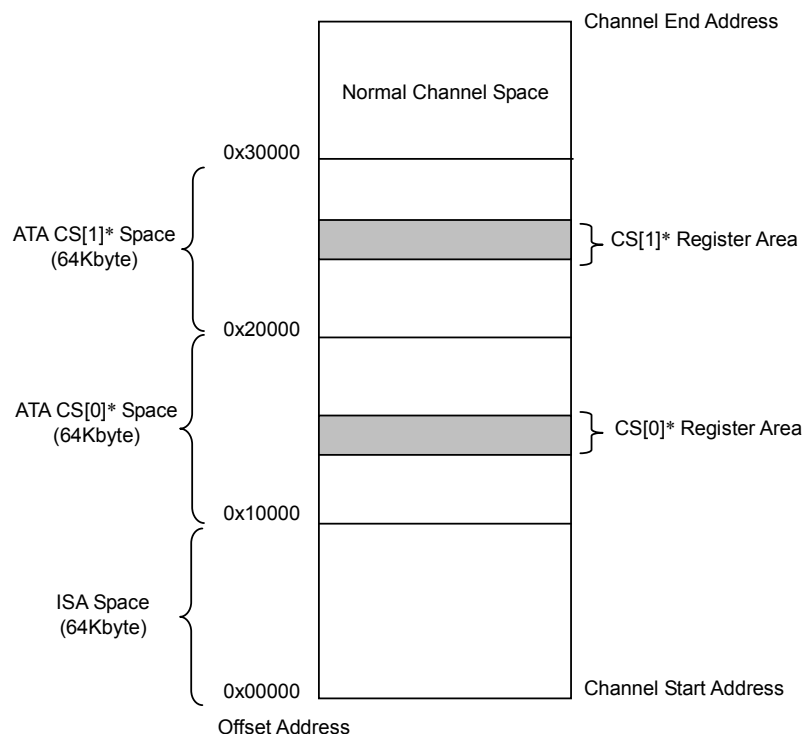 Channel End Address
Normal Channel Space
0x30000
ATA CS[1]* Space
(64Kbyte)
CS[1]* Register Area
0x20000
ATA CS[0]* Space
(64Kbyte)
CS[0]* Register Area
0x10000
ISA Space
(64Kbyte)
0x00000
Channel Start Address
Offset Address